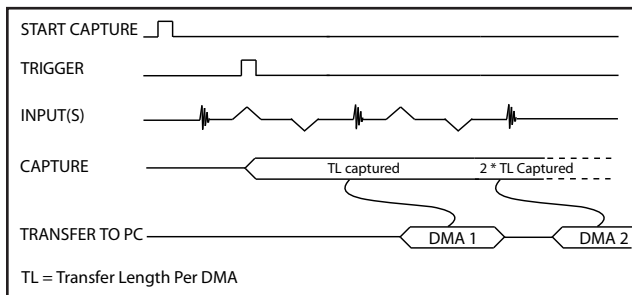 START CAPTURE
TRIGGER
INPUT(S)
CAPTURE
TL captured
2 * TL Captured
TRANSFER TO PC
DMA 1
DMA 2
TL = Transfer Length Per DMA